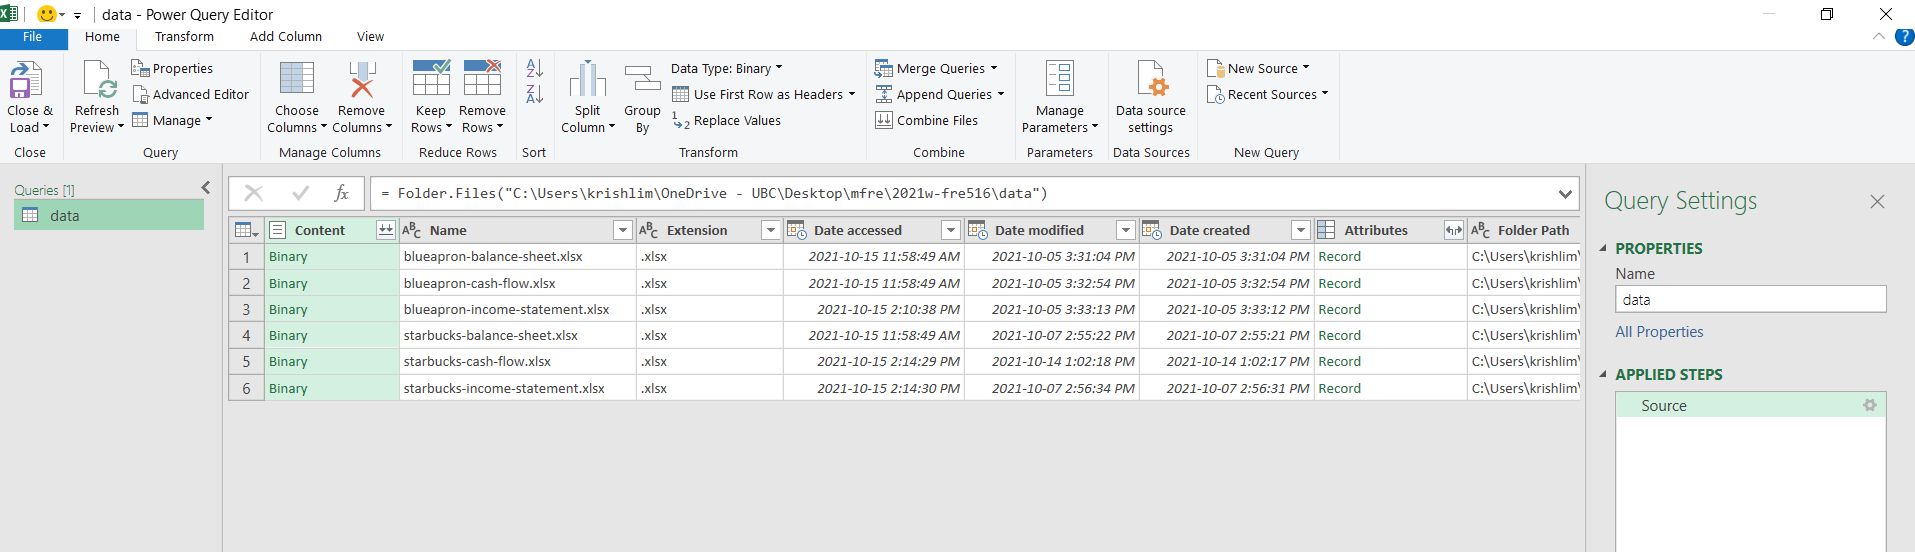 data - Power Query Editor
File Home Transform Add Column View
Close & Load
Close
Refresh Preview
Properties
Advanced Editor
Manage
Query
Choose Columns
Remove Columns
Manage Columns
Keep Rows
Remove Rows
Reduce Rows
A
Z
Z
A
Sort
Split Column
Group By
Data Type: Binary
Use First Row as Headers
1 2 Replace Values
Transform
Merge Queries
Append Queries
Combine Files
Combine
Manage Parameters
Parameters
Data source settings
Data Sources
New Source
Recent Sources
New Query
?
Queries [1]
data
fx = Folder.Files("C:\Users\krishlim\OneDrive - UBC\Desktop\mfre\2021w-fre516\data")
Content ABC Name ABC Extension Date accessed Date modified Date created Attributes ABC Folder Path
1 Binary blueapron-balance-sheet.xlsx .xlsx 2021-10-15 11:58:49 AM 2021-10-05 3:31:04 PM 2021-10-05 3:31:04 PM Record C:\Users\krishlim\
2 Binary blueapron-cash-flow.xlsx .xlsx 2021-10-15 11:58:49 AM 2021-10-05 3:32:54 PM 2021-10-05 3:32:54 PM Record C:\Users\krishlim\
3 Binary blueapron-income-statement.xlsx .xlsx 2021-10-15 2:10:38 PM 2021-10-05 3:33:13 PM 2021-10-05 3:33:12 PM Record C:\Users\krishlim\
4 Binary starbucks-balance-sheet.xlsx .xlsx 2021-10-15 11:58:49 AM 2021-10-07 2:55:22 PM 2021-10-07 2:55:21 PM Record C:\Users\krishlim\
5 Binary starbucks-cash-flow.xlsx .xlsx 2021-10-15 2:14:29 PM 2021-10-14 1:02:18 PM 2021-10-14 1:02:17 PM Record C:\Users\krishlim\
6 Binary starbucks-income-statement.xlsx .xlsx 2021-10-15 2:14:30 PM 2021-10-07 2:56:34 PM 2021-10-07 2:56:31 PM Record C:\Users\krishlim\
Query Settings
PROPERTIES
Name
data
All Properties
APPLIED STEPS
Source